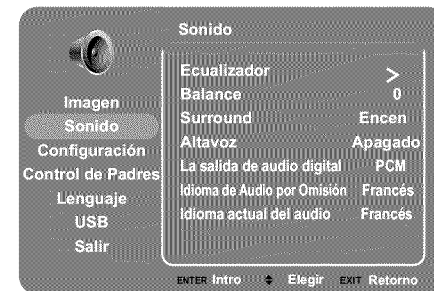 Sonido
Imagen
Sonido
Configuración
Control de Padres
Lenguaje
USB
Salir
Ecualizador >
Balance 0
Surround Encen
Altavoz Apagado
La salida de audio digital PCM
Idioma de Audio por Omisión Francés
Idioma actual del audio Francés
ENTER Intro Elegir EXIT Retorno